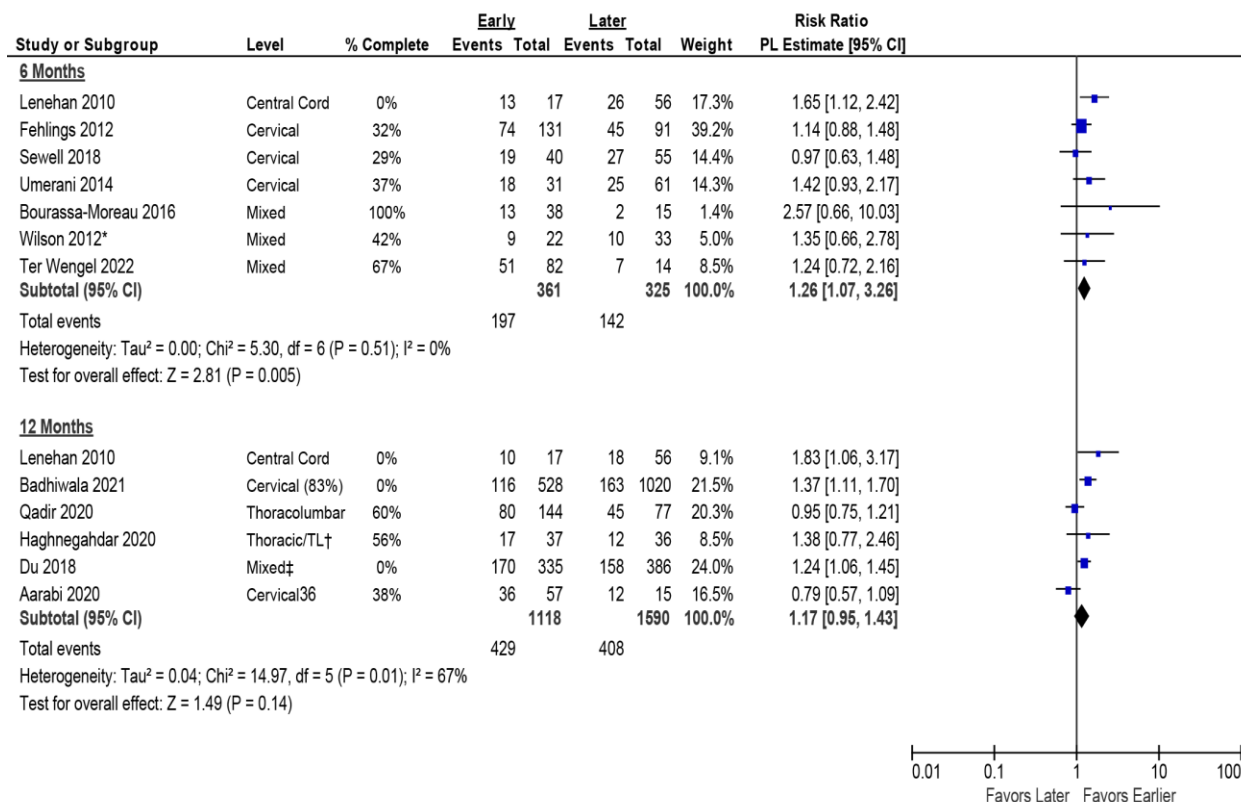 Early Later Risk Ratio
Study or Subgroup Level % Complete Events Total Events Total Weight PL Estimate [95% CI]
6 Months
Lenehan 2010 Central Cord 0% 13 17 26 56 17.3% 1.65 [1.12, 2.42]
Fehlings 2012 Cervical 32% 74 131 45 91 39.2% 1.14 [0.88, 1.48]
Sewell 2018 Cervical 29% 19 40 27 55 14.4% 0.97 [0.63, 1.48]
Umerani 2014 Cervical 37% 18 31 25 61 14.3% 1.42 [0.93, 2.17]
Bourassa-Moreau 2016 Mixed 100% 13 38 2 15 1.4% 2.57 [0.66, 10.03]
Wilson 2012* Mixed 42% 9 22 10 33 5.0% 1.35 [0.66, 2.78]
Ter Wengel 2022 Mixed 67% 51 82 7 14 8.5% 1.24 [0.72, 2.16]
Subtotal (95% CI) 361 325 100.0% 1.26 [1.07, 3.26]
Total events 197 142
Heterogeneity: Tau² = 0.00; Chi² = 5.30, df = 6 (P = 0.51); I² = 0%
Test for overall effect: Z = 2.81 (P = 0.005)
12 Months
Lenehan 2010 Central Cord 0% 10 17 18 56 9.1% 1.83 [1.06, 3.17]
Badhiwala 2021 Cervical (83%) 0% 116 528 163 1020 21.5% 1.37 [1.11, 1.70]
Qadir 2020 Thoracolumbar 60% 80 144 45 77 20.3% 0.95 [0.75, 1.21]
Haghnegahdar 2020 Thoracic/TL† 56% 17 37 12 36 8.5% 1.38 [0.77, 2.46]
Du 2018 Mixed‡ 0% 170 335 158 386 24.0% 1.24 [1.06, 1.45]
Aarabi 2020 Cervical36 38% 36 57 12 15 16.5% 0.79 [0.57, 1.09]
Subtotal (95% CI) 1118 1590 100.0% 1.17 [0.95, 1.43]
Total events 429 408
Heterogeneity: Tau² = 0.04; Chi² = 14.97, df = 5 (P = 0.01); I² = 67%
Test for overall effect: Z = 1.49 (P = 0.14)
0.01 0.1 1 10 100
Favors Later Favors Earlier